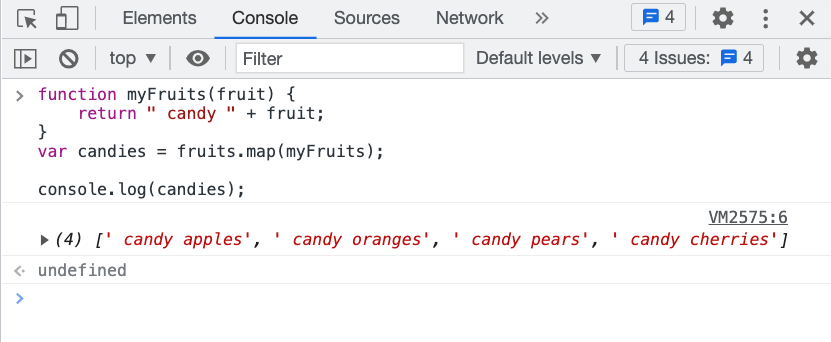 Elements Console Sources Network » 4
top ▼ Filter Default levels ▼ 4 Issues: 4
> function myFruits(fruit) {
    return " candy " + fruit;
}
var candies = fruits.map(myFruits);
console.log(candies);
VM2575:6
▶ (4) [' candy apples', ' candy oranges', ' candy pears', ' candy cherries']
undefined
>